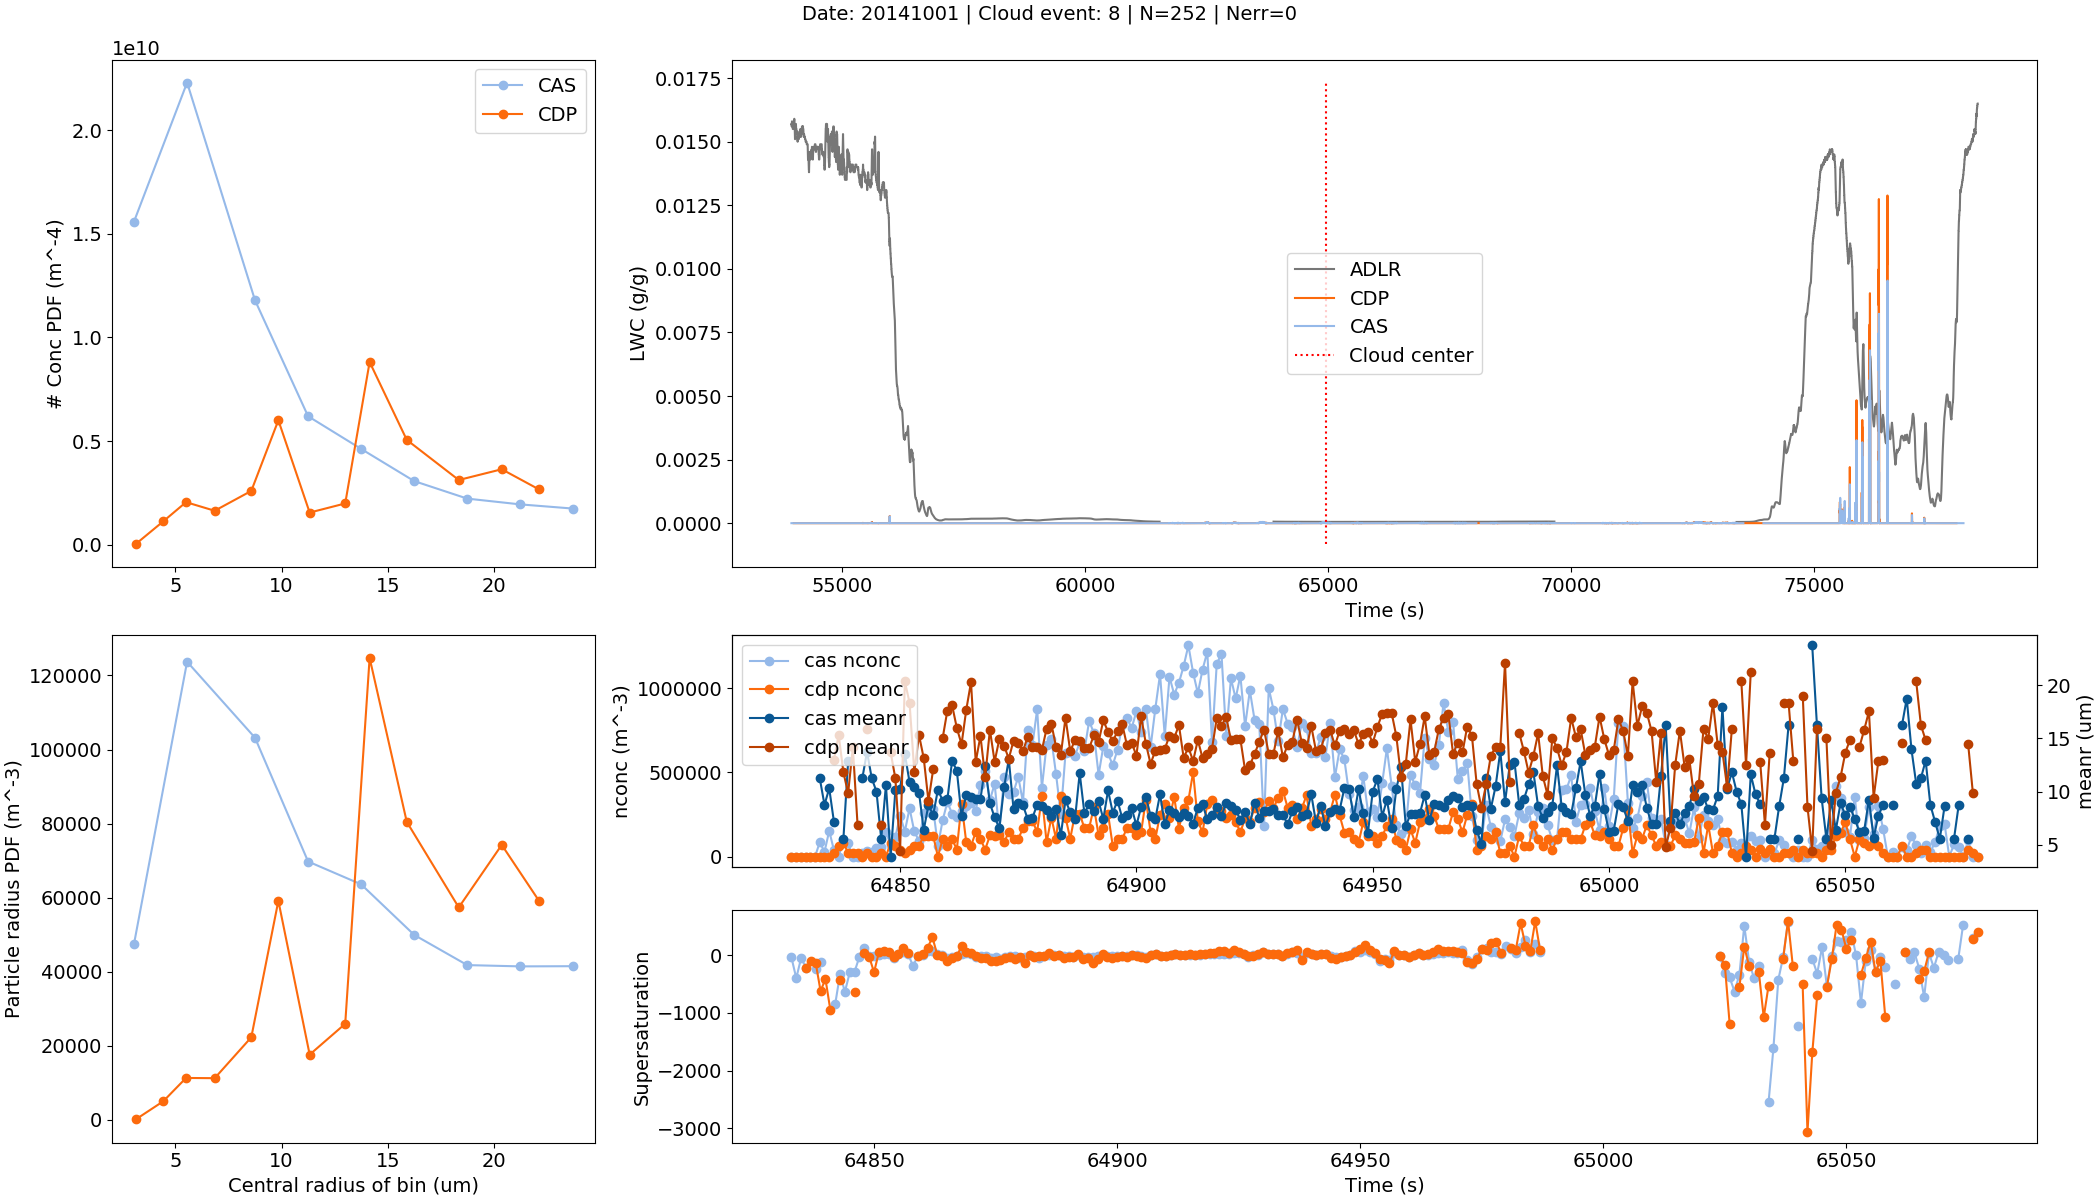 Date: 20141001 | Cloud event: 8 | N=252 | Nerr=0
1e10
# Conc PDF (m^-4)
2.0
1.5
1.0
0.5
0.0
5 10 15 20
CAS
CDP
LWC (g/g)
0.0175
0.0150
0.0125
0.0100
0.0075
0.0050
0.0025
0.0000
ADLR
CDP
CAS
Cloud center
55000 60000 65000 70000 75000
Time (s)
Particle radius PDF (m^-3)
120000
100000
80000
60000
40000
20000
0
5 10 15 20
Central radius of bin (um)
nconc (m^-3)
1000000
500000
0
cas nconc
cdp nconc
cas meanr
cdp meanr
20
15
10
5
meanr (um)
64850 64900 64950 65000 65050
Supersaturation
0
−1000
−2000
−3000
64850 64900 64950 65000 65050
Time (s)